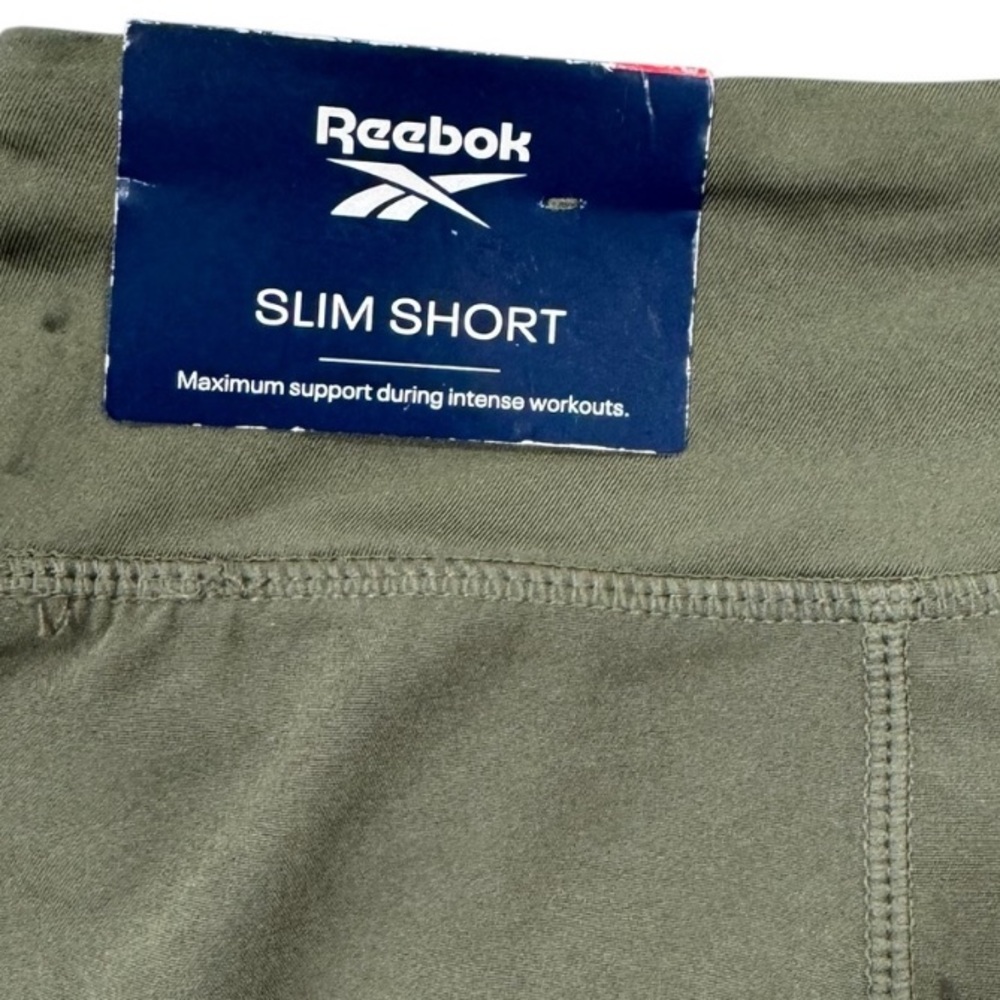 Reebok
SLIM SHORT
Maximum support during intense workouts.